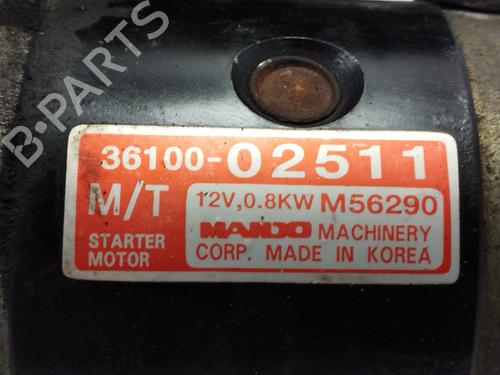 B-PARTS
36100-02511
M/T
STARTER
MOTOR
12V, 0.8KW M56290
MANDO MACHINERY
CORP. MADE IN KOREA